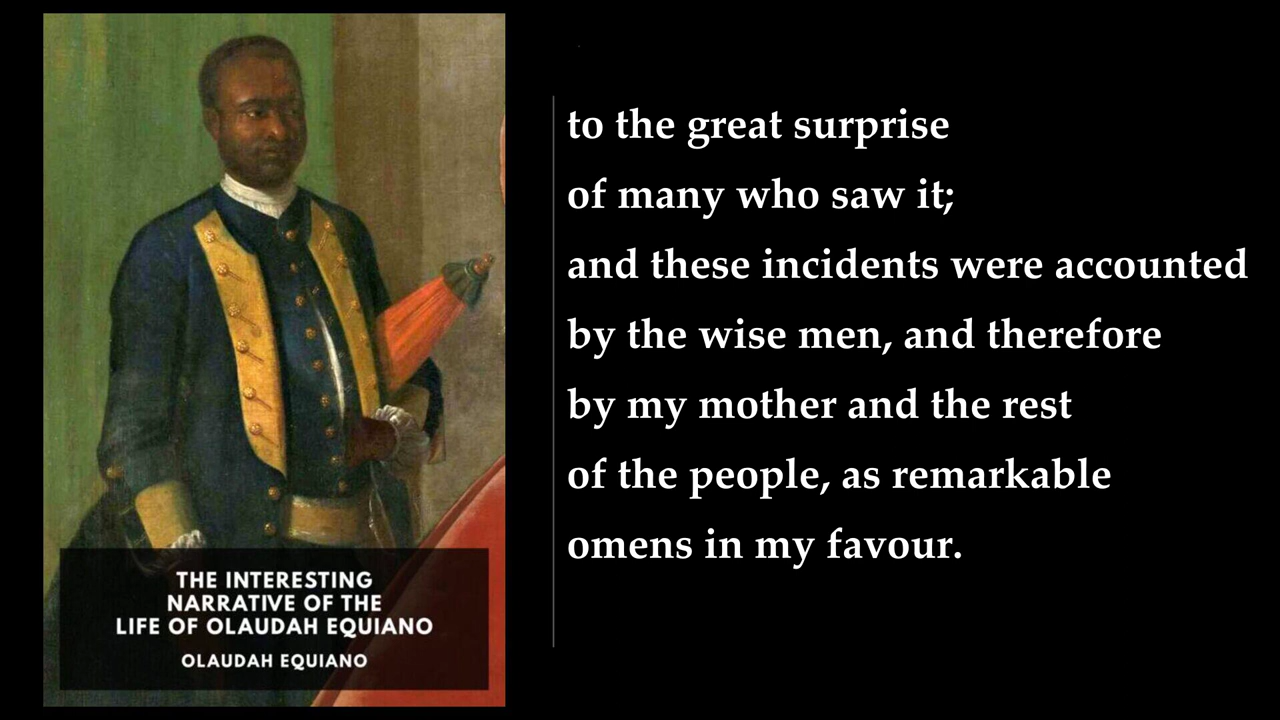 THE INTERESTING
NARRATIVE OF THE
LIFE OF OLAUDAH EQUIANO
OLAUDAH EQUIANO
to the great surprise
of many who saw it;
and these incidents were accounted
by the wise men, and therefore
by my mother and the rest
of the people, as remarkable
omens in my favour.